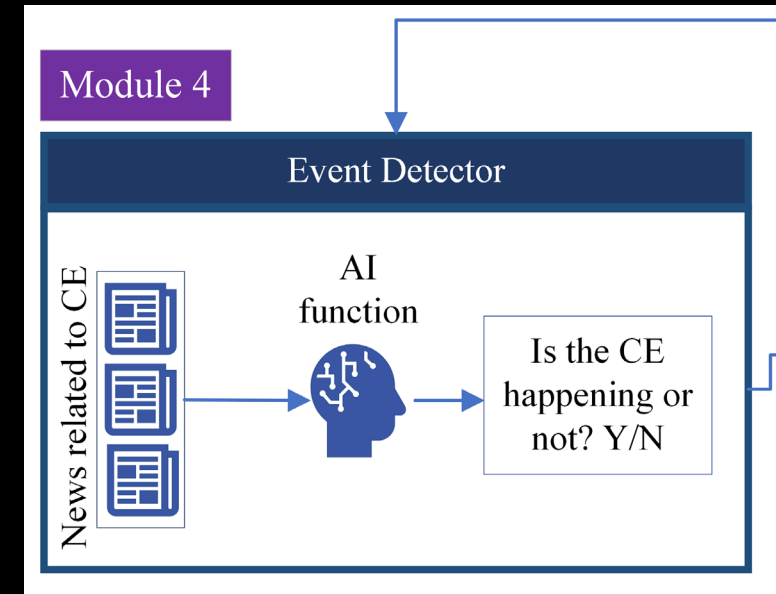 Module 4
Event Detector
News related to CE
AI
function
Is the CE
happening or
not? Y/N